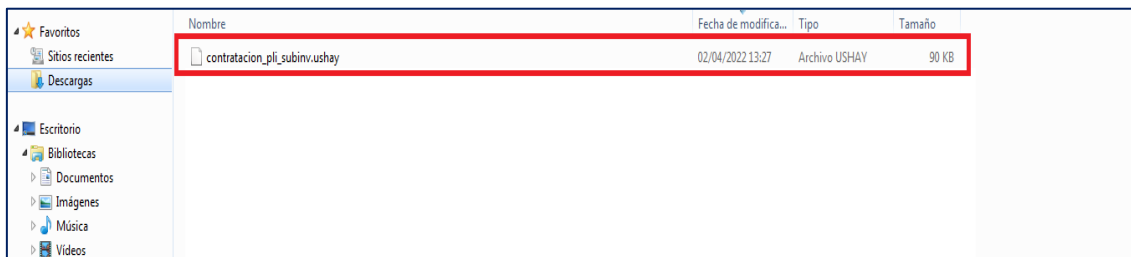 Favoritos
Sitios recientes
Descargas
Escritorio
Bibliotecas
Documentos
Imágenes
Música
Vídeos
Nombre Fecha de modifica... Tipo Tamaño
contratacion_pli_subinv.ushay 02/04/2022 13:27 Archivo USHAY 90 KB